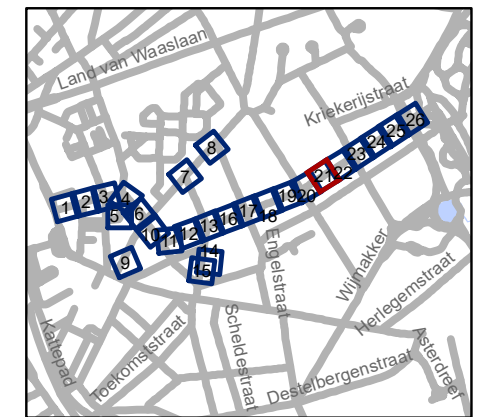 Land van Waaslaan
Kriekerijstraat
8
7
26
25
24
23
22
21
20
19
18
17
16
13
12
11
10
6
5
4
3
2
1
9
14
15
Engelstraat
Wijmakker
Herlegemstraat
Kattepad
Toekomststraat
Scheldestraat
Destelbergenstraat
Asterdreef